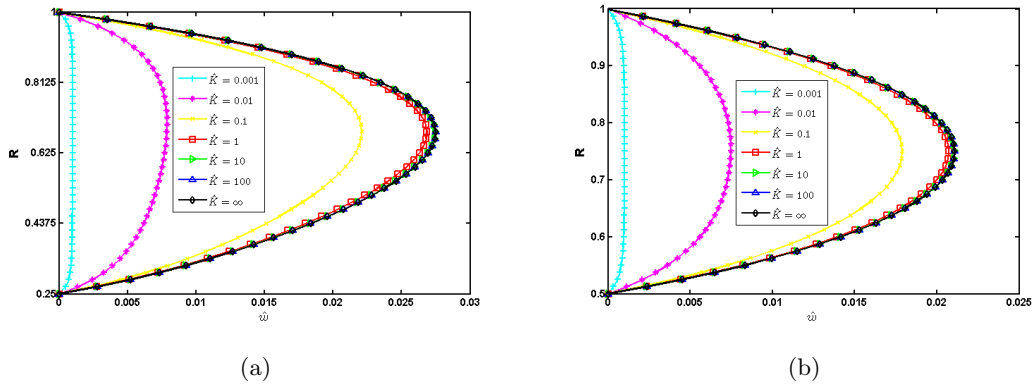 1
0.8125
0.625
0.4375
0.25
R
0
0.005
0.01
0.015
0.02
0.025
0.03
ŵ
K̂ = 0.001
K̂ = 0.01
K̂ = 0.1
K̂ = 1
K̂ = 10
K̂ = 100
K̂ = ∞
(a)
1
0.9
0.8
0.7
0.6
0.5
R
0
0.005
0.01
0.015
0.02
0.025
ŵ
K̂ = 0.001
K̂ = 0.01
K̂ = 0.1
K̂ = 1
K̂ = 10
K̂ = 100
K̂ = ∞
(b)